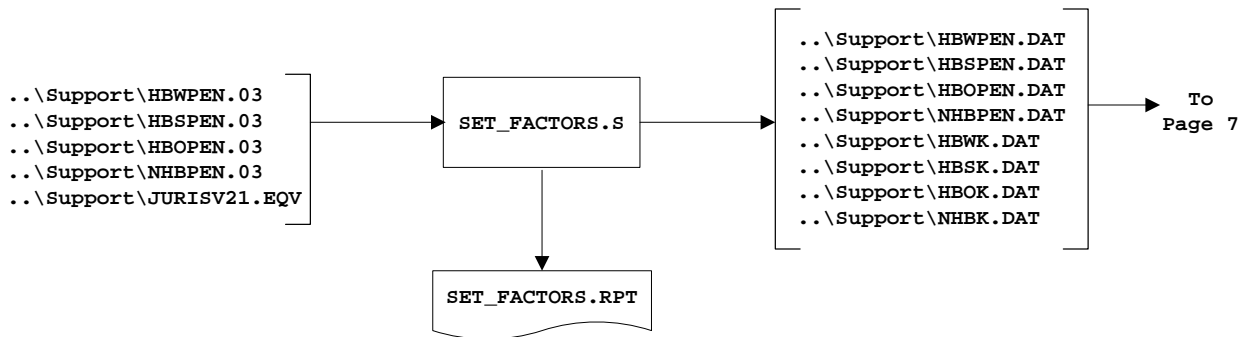 ..\Support\HBWPEN.03
..\Support\HBSPEN.03
..\Support\HBOPEN.03
..\Support\NHBPEN.03
..\Support\JURISV21.EQV
SET_FACTORS.S
SET_FACTORS.RPT
..\Support\HBWPEN.DAT
..\Support\HBSPEN.DAT
..\Support\HBOPEN.DAT
..\Support\NHBPEN.DAT
..\Support\HBWK.DAT
..\Support\HBSK.DAT
..\Support\HBOK.DAT
..\Support\NHBK.DAT
To
Page 7